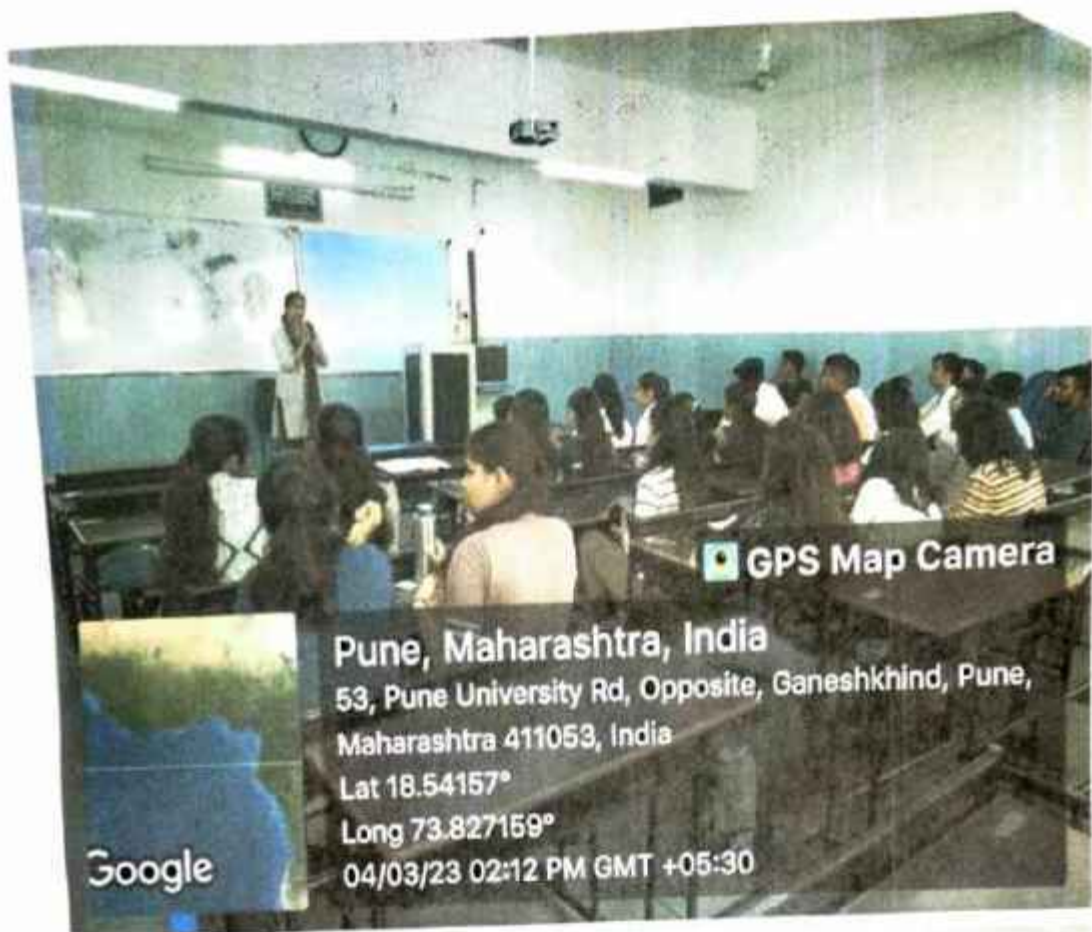 GPS Map Camera
Pune, Maharashtra, India
53, Pune University Rd, Opposite, Ganeshkhind, Pune,
Maharashtra 411053, India
Lat 18.54157°
Long 73.827159°
04/03/23 02:12 PM GMT +05:30
Google